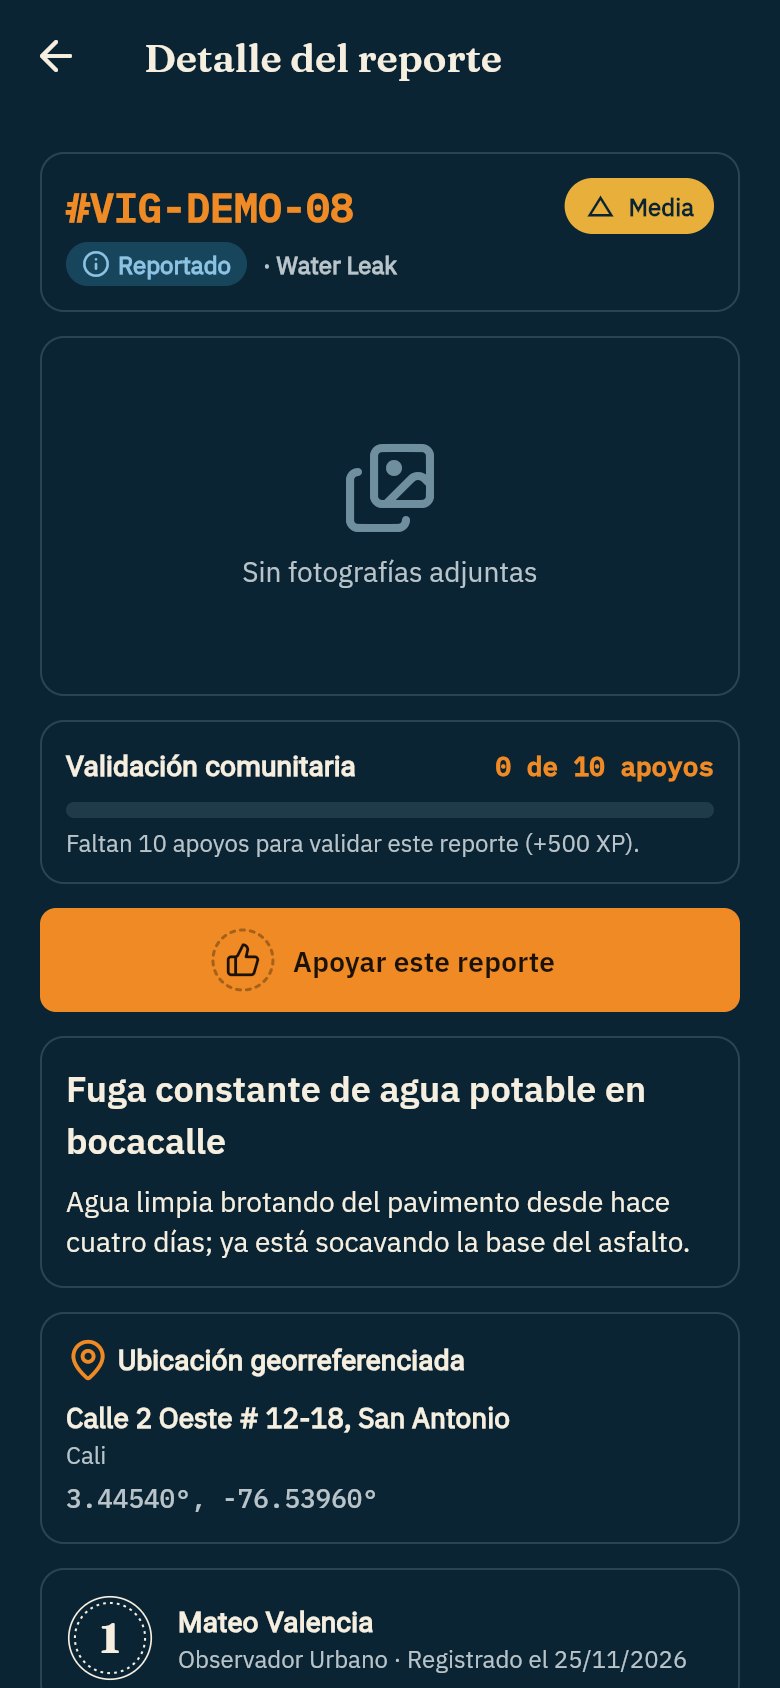 Detalle del reporte
#VIG-DEMO-08
Media
Reportado · Water Leak
Sin fotografías adjuntas
Validación comunitaria 0 de 10 apoyos
Faltan 10 apoyos para validar este reporte (+500 XP).
Apoyar este reporte
Fuga constante de agua potable en
bocacalle
Agua limpia brotando del pavimento desde hace
cuatro días; ya está socavando la base del asfalto.
Ubicación georreferenciada
Calle 2 Oeste # 12-18, San Antonio
Cali
3.44540°, -76.53960°
1
Mateo Valencia
Observador Urbano · Registrado el 25/11/2026